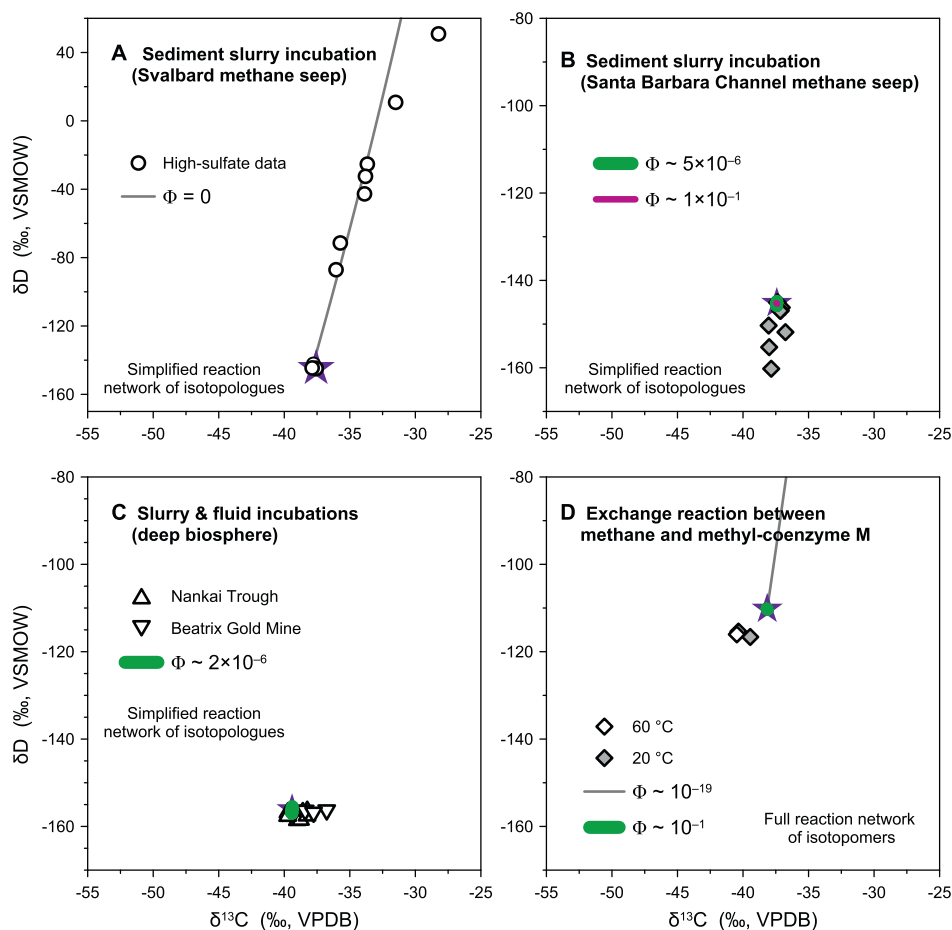 A Sediment slurry incubation
(Svalbard methane seep)
High-sulfate data
Φ = 0
Simplified reaction
network of isotopologues
40
0
-40
-80
-120
-160
δD (‰, VSMOW)
-55 -50 -45 -40 -35 -30 -25
B Sediment slurry incubation
(Santa Barbara Channel methane seep)
Φ ~ 5×10⁻⁶
Φ ~ 1×10⁻¹
Simplified reaction
network of isotopologues
-80
-100
-120
-140
-160
-55 -50 -45 -40 -35 -30 -25
C Slurry & fluid incubations
(deep biosphere)
Nankai Trough
Beatrix Gold Mine
Φ ~ 2×10⁻⁶
Simplified reaction
network of isotopologues
-80
-100
-120
-140
-160
δD (‰, VSMOW)
-55 -50 -45 -40 -35 -30 -25
δ¹³C (‰, VPDB)
D Exchange reaction between
methane and methyl-coenzyme M
60 °C
20 °C
Φ ~ 10⁻¹⁹
Φ ~ 10⁻¹
Full reaction network
of isotopomers
-80
-100
-120
-140
-160
-55 -50 -45 -40 -35 -30 -25
δ¹³C (‰, VPDB)